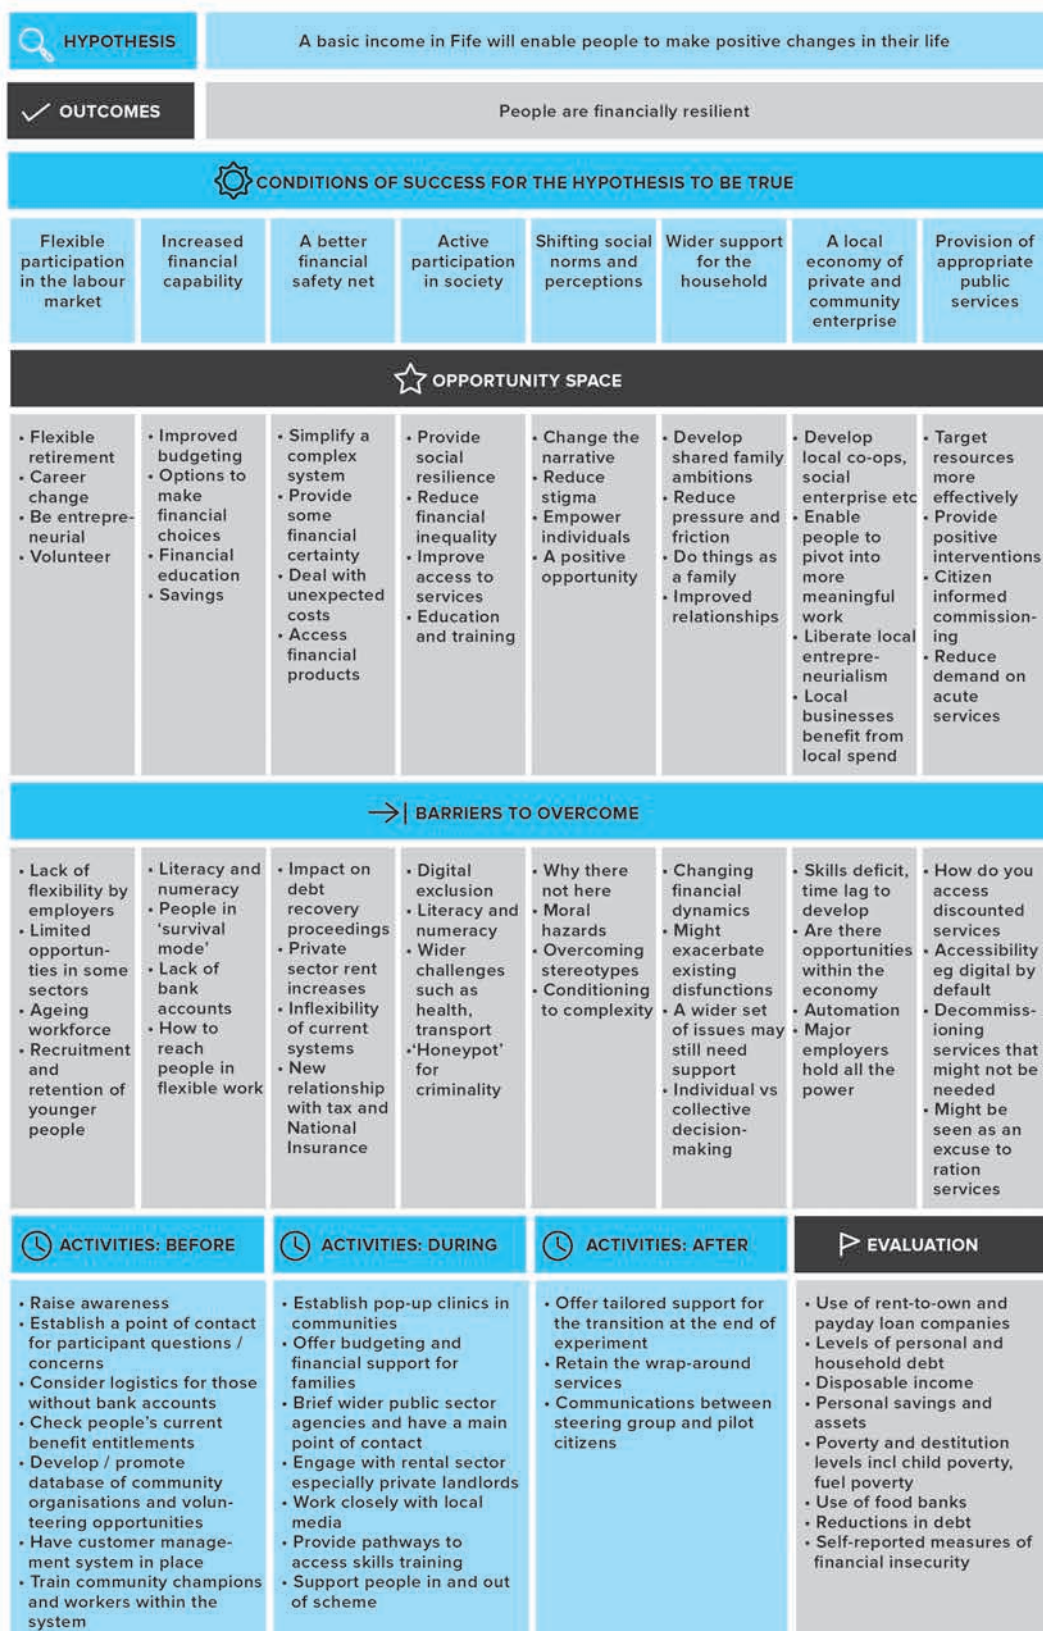 HYPOTHESIS
A basic income in Fife will enable people to make positive changes in their life
OUTCOMES
People are financially resilient
CONDITIONS OF SUCCESS FOR THE HYPOTHESIS TO BE TRUE
Flexible
participation
in the labour
market
Increased
financial
capability
A better
financial
safety net
Active
participation
in society
Shifting social
norms and
perceptions
Wider support
for the
household
A local
economy of
private and
community
enterprise
Provision of
appropriate
public
services
OPPORTUNITY SPACE
• Flexible
retirement
• Career
change
• Be entrepre-
neurial
• Volunteer
• Improved
budgeting
• Options to
make
financial
choices
• Financial
education
• Savings
• Simplify a
complex
system
• Provide
some
financial
certainty
• Deal with
unexpected
costs
• Access
financial
products
• Provide
social
resilience
• Reduce
financial
inequality
• Improve
access to
services
• Education
and training
• Change the
narrative
• Reduce
stigma
• Empower
individuals
• A positive
opportunity
• Develop
shared family
ambitions
• Reduce
pressure and
friction
• Do things as
a family
• Improved
relationships
• Develop
local co-ops,
social
enterprise etc
• Enable
people to
pivot into
more
meaningful
work
• Liberate local
entrepre-
neurialism
• Local
businesses
benefit from
local spend
• Target
resources
more
effectively
• Provide
positive
interventions
• Citizen
informed
commission-
ing
• Reduce
demand on
acute
services
BARRIERS TO OVERCOME
• Lack of
flexibility by
employers
• Limited
opportun-
ties in some
sectors
• Ageing
workforce
• Recruitment
and
retention of
younger
people
• Literacy and
numeracy
• People in
‘survival
mode’
• Lack of
bank
accounts
• How to
reach
people in
flexible work
• Impact on
debt
recovery
proceedings
• Private
sector rent
increases
• Inflexibility
of current
systems
• New
relationship
with tax and
National
Insurance
• Digital
exclusion
• Literacy and
numeracy
• Wider
challenges
such as
health,
transport
•‘Honeypot’
for
criminality
• Why there
not here
• Moral
hazards
• Overcoming
stereotypes
• Conditioning
to complexity
• Changing
financial
dynamics
• Might
exacerbate
existing
disfunctions
• A wider set
of issues may
still need
support
• Individual vs
collective
decision-
making
• Skills deficit,
time lag to
develop
• Are there
opportunities
within the
economy
• Automation
• Major
employers
hold all the
power
• How do you
access
discounted
services
• Accessibility
eg digital by
default
• Decommiss-
ioning
services that
might not be
needed
• Might be
seen as an
excuse to
ration
services
ACTIVITIES: BEFORE
• Raise awareness
• Establish a point of contact
for participant questions /
concerns
• Consider logistics for those
without bank accounts
• Check people’s current
benefit entitlements
• Develop / promote
database of community
organisations and volun-
teering opportunities
• Have customer manage-
ment system in place
• Train community champions
and workers within the
system
ACTIVITIES: DURING
• Establish pop-up clinics in
communities
• Offer budgeting and
financial support for
families
• Brief wider public sector
agencies and have a main
point of contact
• Engage with rental sector
especially private landlords
• Work closely with local
media
• Provide pathways to
access skills training
• Support people in and out
of scheme
ACTIVITIES: AFTER
• Offer tailored support for
the transition at the end of
experiment
• Retain the wrap-around
services
• Communications between
steering group and pilot
citizens
EVALUATION
• Use of rent-to-own and
payday loan companies
• Levels of personal and
household debt
• Disposable income
• Personal savings and
assets
• Poverty and destitution
levels incl child poverty,
fuel poverty
• Use of food banks
• Reductions in debt
• Self-reported measures of
financial insecurity